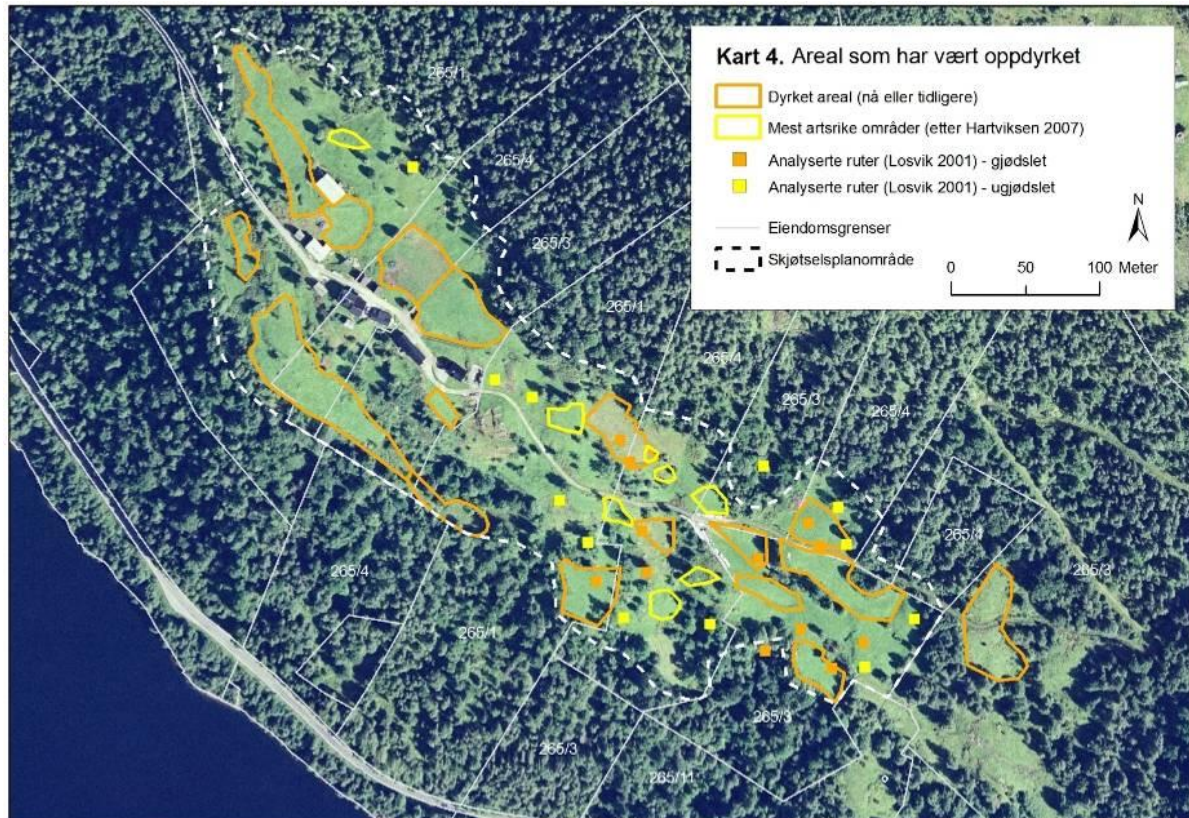 Kart 4. Areal som har vært oppdyrket
Dyrket areal (nå eller tidligere)
Mest artsrike områder (etter Hartviksen 2007)
Analyserte ruter (Losvik 2001) - gjødslet
Analyserte ruter (Losvik 2001) - ugjødslet
Eiendomsgrenser
Skjøtselsplanområde
N
0 50 100 Meter
265/1
265/4
265/3
265/1
265/4
265/3
265/4
265/4
265/3
265/4
265/1
265/3
265/3
265/11